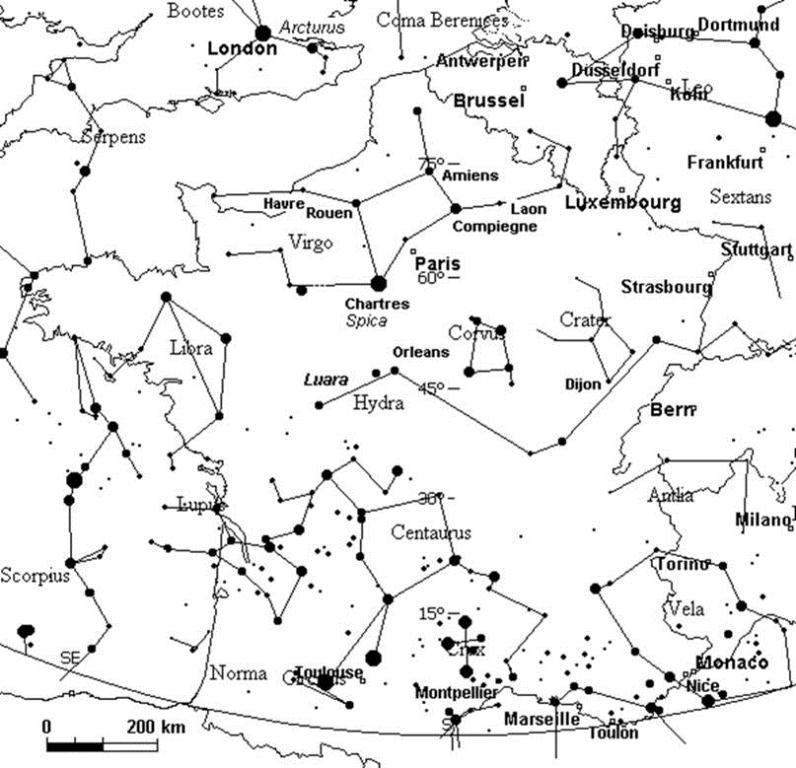 Bootes
Arcturus
Coma Berences
Duisburg
Dortmund
London
Antwerpen
Düsseldorf
Leo
Köln
Brussel
Serpens
75°
Amiens
Frankfurt
Havre
Rouen
Laon
Luxembourg
Sextans
Compiegne
Virgo
Paris
Stuttgart
60°
Strasbourg
Chartres
Spica
Corvus
Crater
Libra
Orleans
Luara
45°
Dijon
Hydra
Bern
30°
Antlia
Lupus
Milano
Centaurus
Torino
Scorpius
15°
Vela
SE
Crux
Monaco
Norma
Toulouse
Circinus
Nice
Montpellier
Marseille
S
Toulon
0 200 km